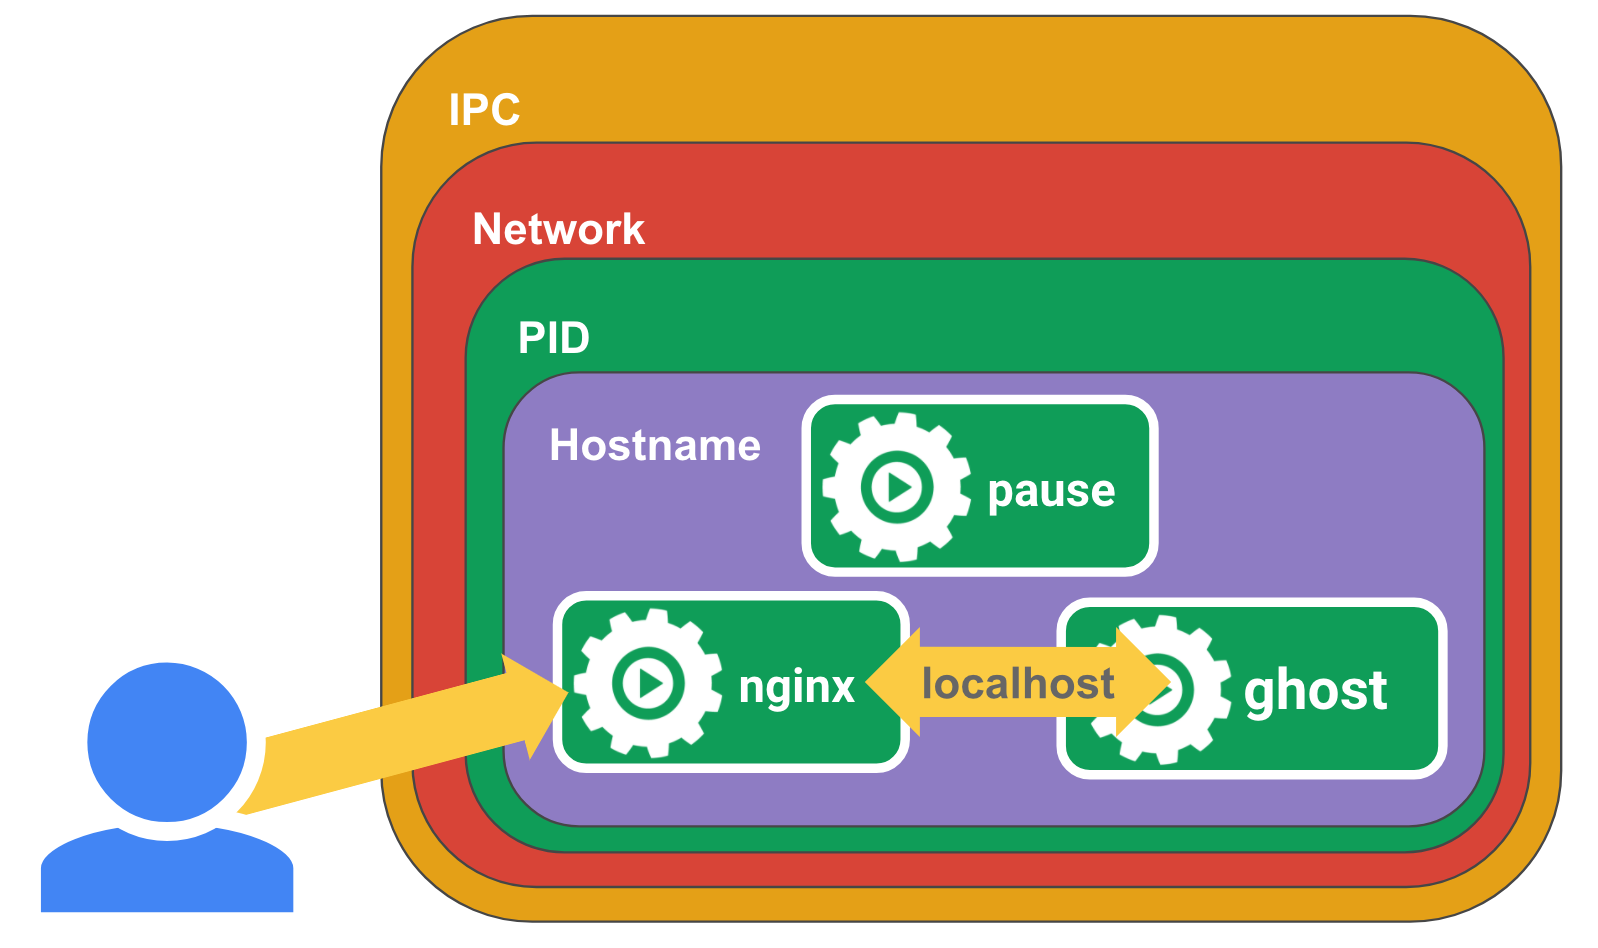 IPC
Network
PID
Hostname
pause
nginx
localhost
ghost